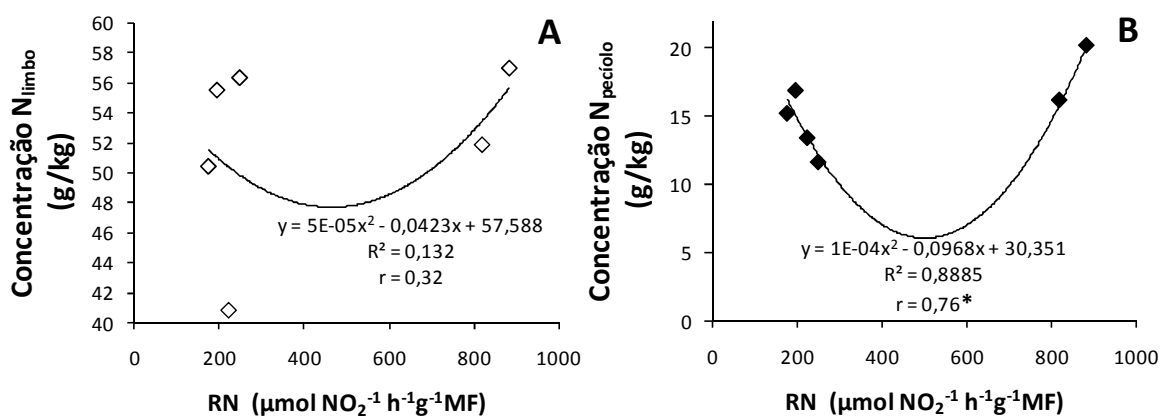 A
Concentração N limbo
(g/kg)
60
58
56
54
52
50
48
46
44
42
40
y = 5E-05x² - 0,0423x + 57,588
R² = 0,132
r = 0,32
0 200 400 600 800 1000
RN (µmol NO₂⁻¹ h⁻¹g⁻¹MF)
B
Concentração N pecíolo
(g/kg)
20
15
10
5
0
y = 1E-04x² - 0,0968x + 30,351
R² = 0,8885
r = 0,76*
0 200 400 600 800 1000
RN (µmol NO₂⁻¹ h⁻¹g⁻¹MF)